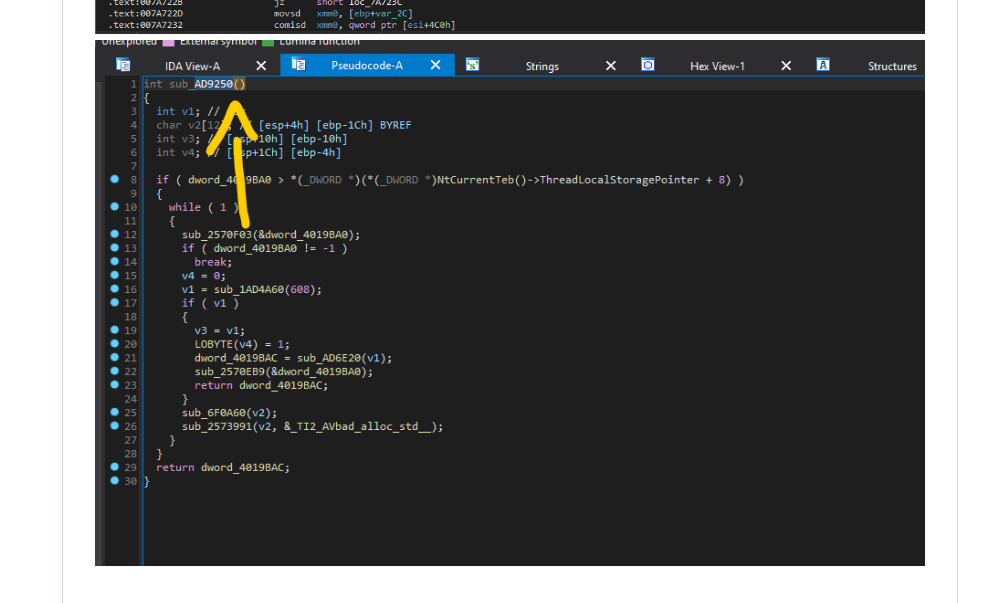 .text:007A722B jz short loc_7A723C
.text:007A722D movsd xmm0, [ebp+var_2C]
.text:007A7232 comisd xmm0, qword ptr [esi+4C0h]
Unexplored External symbol Lumina function
IDA View-A Pseudocode-A Strings Hex View-1 Structures
1 int sub_AD9250()
2 {
3 int v1; //
4 char v2[12]; // [esp+4h] [ebp-1Ch] BYREF
5 int v3; // [esp+10h] [ebp-10h]
6 int v4; // [esp+1Ch] [ebp-4h]
7
8 if ( dword_4019BA0 > *(_DWORD *)(*(_DWORD *)NtCurrentTeb()->ThreadLocalStoragePointer + 8) )
9 {
10 while ( 1 )
11 {
12 sub_2570F03(&dword_4019BA0);
13 if ( dword_4019BA0 != -1 )
14 break;
15 v4 = 0;
16 v1 = sub_1AD4A60(608);
17 if ( v1 )
18 {
19 v3 = v1;
20 LOBYTE(v4) = 1;
21 dword_4019BAC = sub_AD6E20(v1);
22 sub_2570EB9(&dword_4019BA0);
23 return dword_4019BAC;
24 }
25 sub_6F0A60(v2);
26 sub_2573991(v2, &_TI2_AVbad_alloc_std__);
27 }
28 }
29 return dword_4019BAC;
30 }